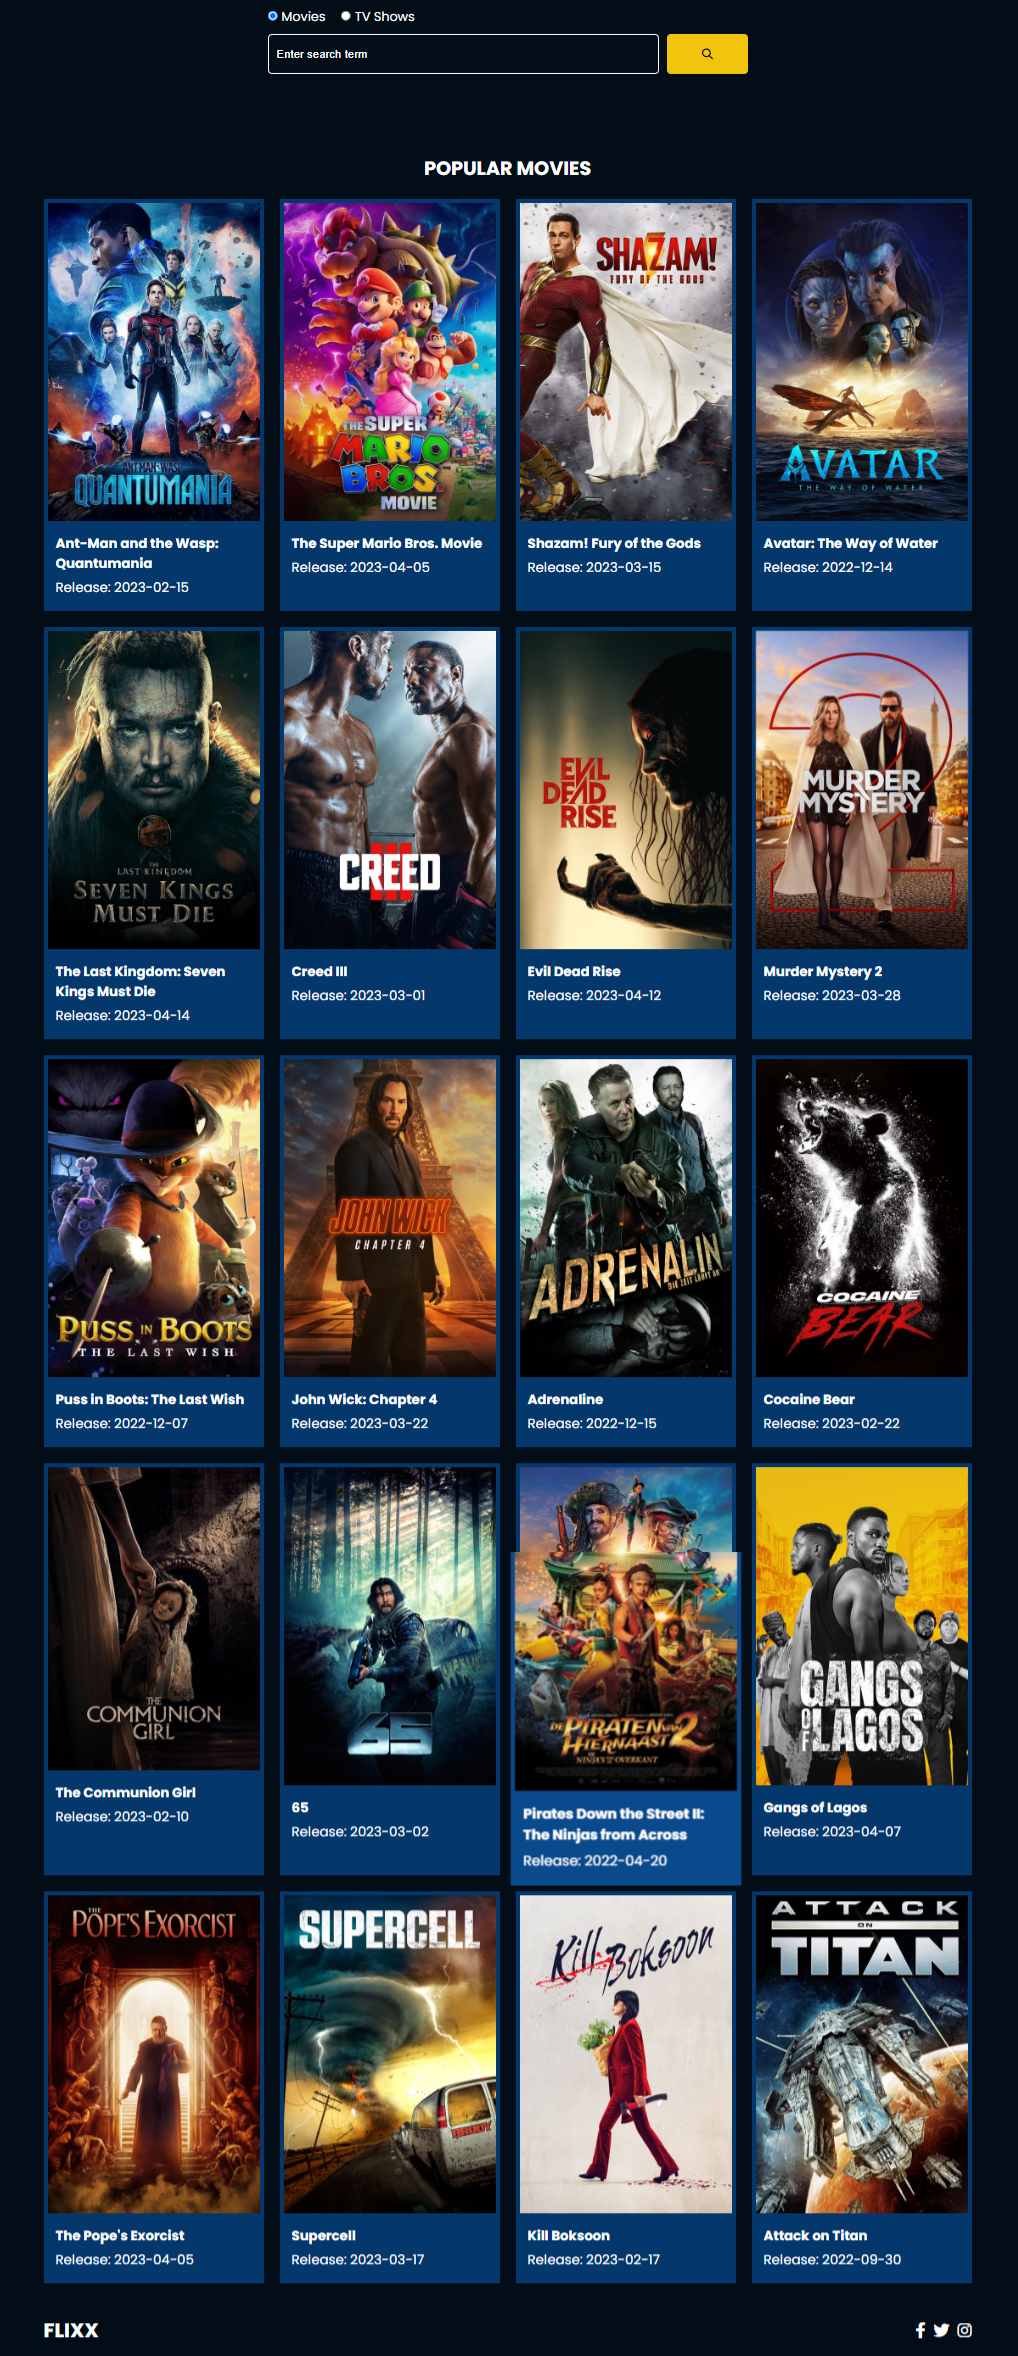 Movies TV Shows
Enter search term
POPULAR MOVIES
ANT-MAN AND THE WASP
QUANTUMANIA
THE SUPER
MARIO
BROS.
MOVIE
SHAZAM!
FURY OF THE GODS
AVATAR
THE WAY OF WATER
Ant-Man and the Wasp:
Quantumania
Release: 2023-02-15
The Super Mario Bros. Movie
Release: 2023-04-05
Shazam! Fury of the Gods
Release: 2023-03-15
Avatar: The Way of Water
Release: 2022-12-14
THE
LAST KINGDOM
SEVEN KINGS
MUST DIE
III
CREED
EVIL
DEAD
RISE
2
MURDER
MYSTERY
The Last Kingdom: Seven
Kings Must Die
Release: 2023-04-14
Creed III
Release: 2023-03-01
Evil Dead Rise
Release: 2023-04-12
Murder Mystery 2
Release: 2023-03-28
PUSS IN BOOTS
THE LAST WISH
JOHN WICK
CHAPTER 4
ADRENALIN
DIE ZEIT LÄUFT AB
COCAINE
BEAR
Puss in Boots: The Last Wish
Release: 2022-12-07
John Wick: Chapter 4
Release: 2023-03-22
Adrenaline
Release: 2022-12-15
Cocaine Bear
Release: 2023-02-22
THE
COMMUNION
GIRL
65
DE PIRATEN VAN
HIERNAAST 2
DE NINJA'S VAN DE OVERKANT
GANGS
OF LAGOS
The Communion Girl
Release: 2023-02-10
65
Release: 2023-03-02
Pirates Down the Street II:
The Ninjas from Across
Release: 2022-04-20
Gangs of Lagos
Release: 2023-04-07
THE
POPE'S EXORCIST
SUPERCELL
Kill Boksoon
ATTACK
ON
TITAN
The Pope's Exorcist
Release: 2023-04-05
Supercell
Release: 2023-03-17
Kill Boksoon
Release: 2023-02-17
Attack on Titan
Release: 2022-09-30
FLIXX